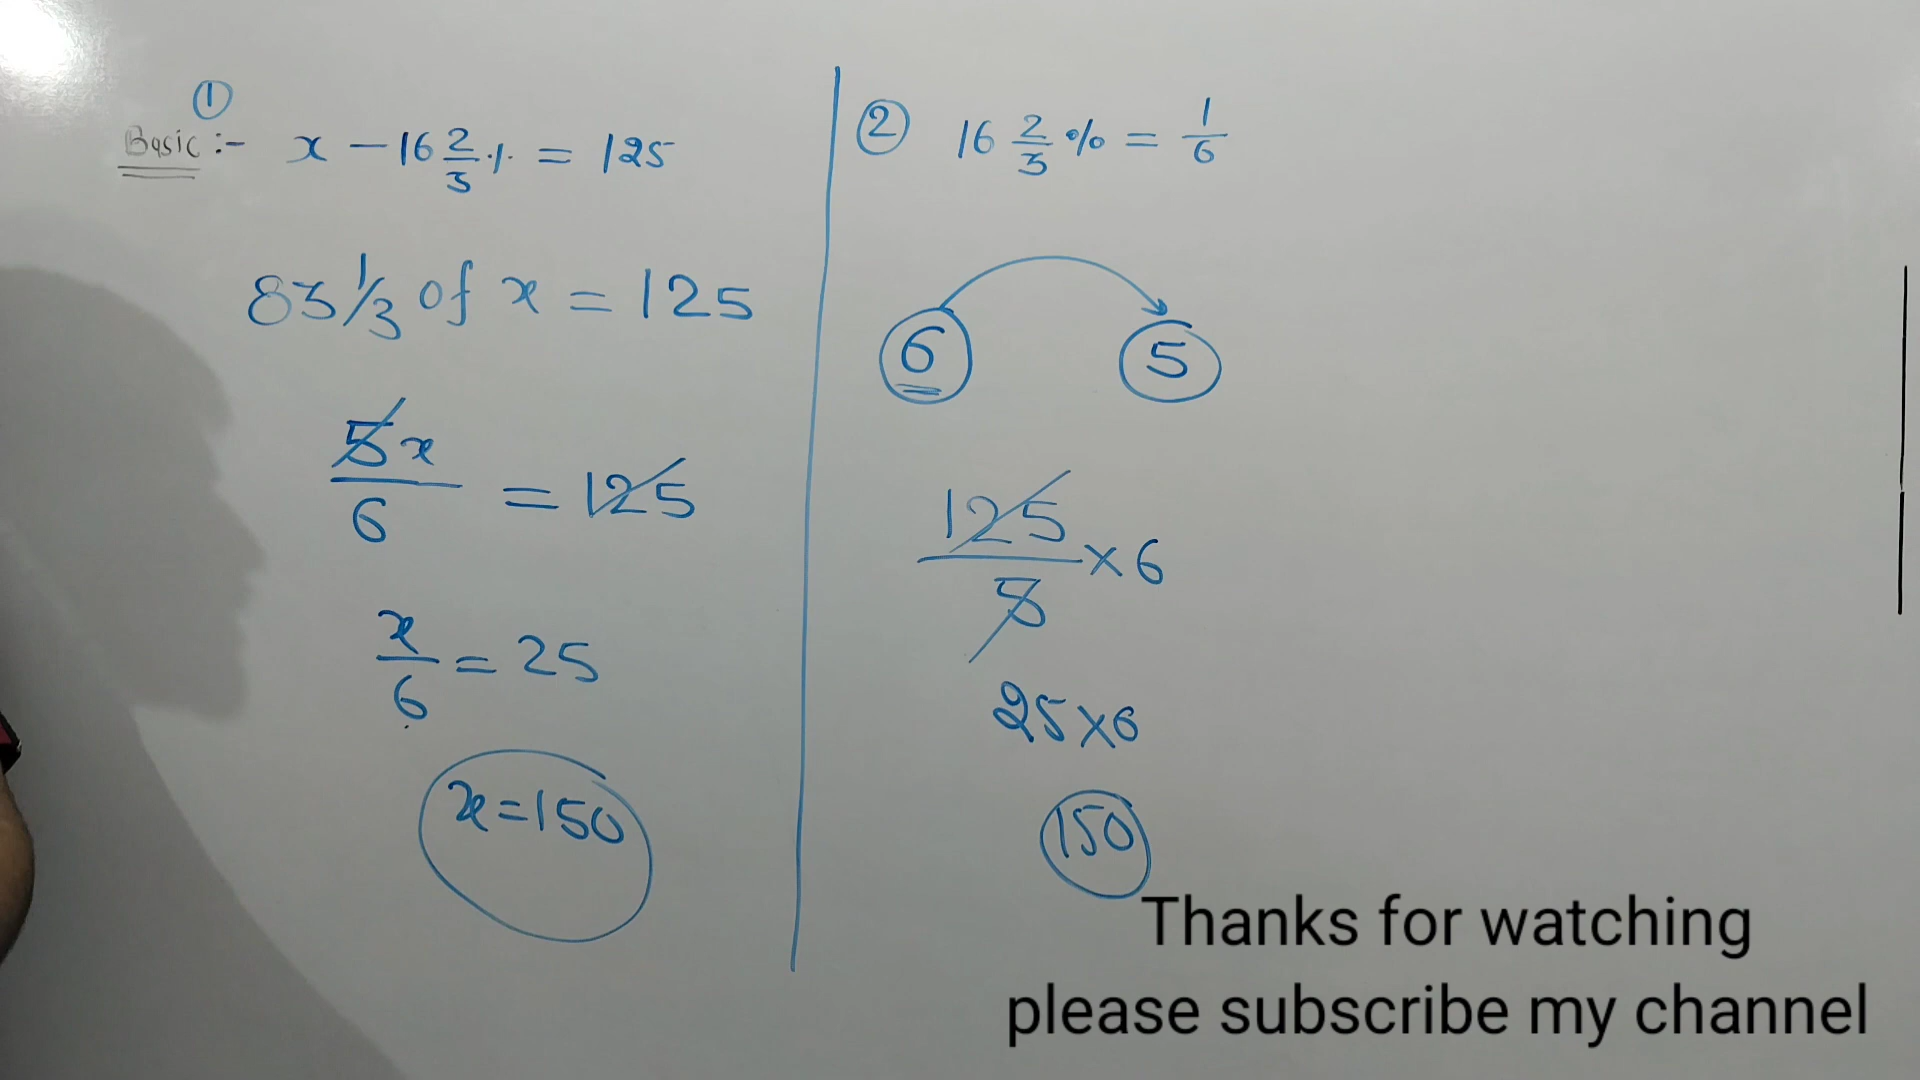 ①
Basic :- x - 16 2/3 % = 125
83 1/3 of x = 125
5x/6 = 125
x/6 = 25
x = 150
② 16 2/3 % = 1/6
6 5
125/5 × 6
25 × 6
150
Thanks for watching
please subscribe my channel